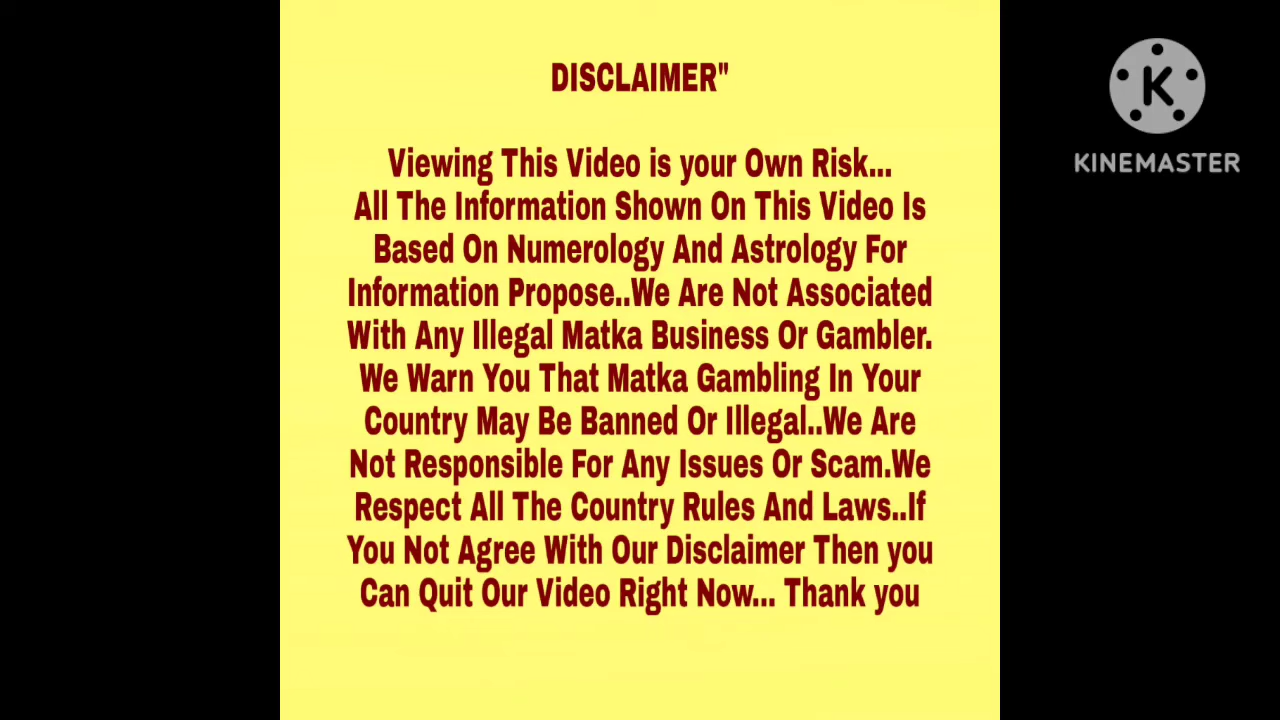 DISCLAIMER"
Viewing This Video is your Own Risk...
All The Information Shown On This Video Is
Based On Numerology And Astrology For
Information Propose..We Are Not Associated
With Any Illegal Matka Business Or Gambler.
We Warn You That Matka Gambling In Your
Country May Be Banned Or Illegal..We Are
Not Responsible For Any Issues Or Scam.We
Respect All The Country Rules And Laws..If
You Not Agree With Our Disclaimer Then you
Can Quit Our Video Right Now... Thank you
K
KINEMASTER